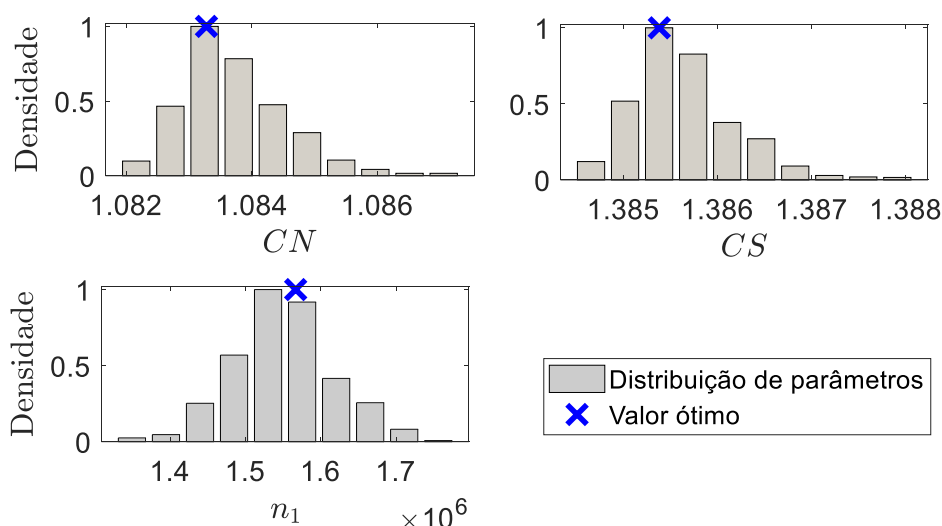 Densidade
1
0.5
0
1.082 1.084 1.086
CN
1
0.5
0
1.385 1.386 1.387 1.388
CS
Densidade
1
0.5
0
1.4 1.5 1.6 1.7
n₁
×10⁶
Distribuição de parâmetros
Valor ótimo